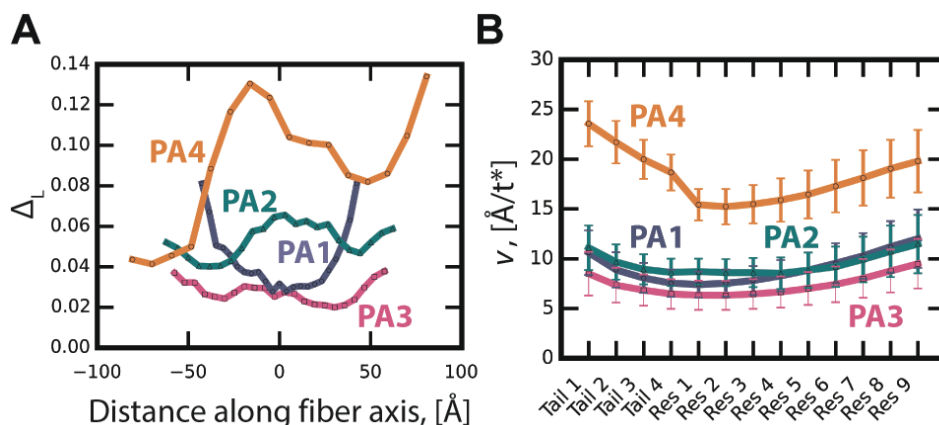 A
B
Δ_L
0.14
0.12
0.10
0.08
0.06
0.04
0.02
0.00
PA4
PA2
PA1
PA3
−100
−50
0
50
100
Distance along fiber axis, [Å]
v, [Å/t*]
30
25
20
15
10
5
0
PA4
PA1
PA2
PA3
Tail 1
Tail 2
Tail 3
Tail 4
Res 1
Res 2
Res 3
Res 4
Res 5
Res 6
Res 7
Res 8
Res 9